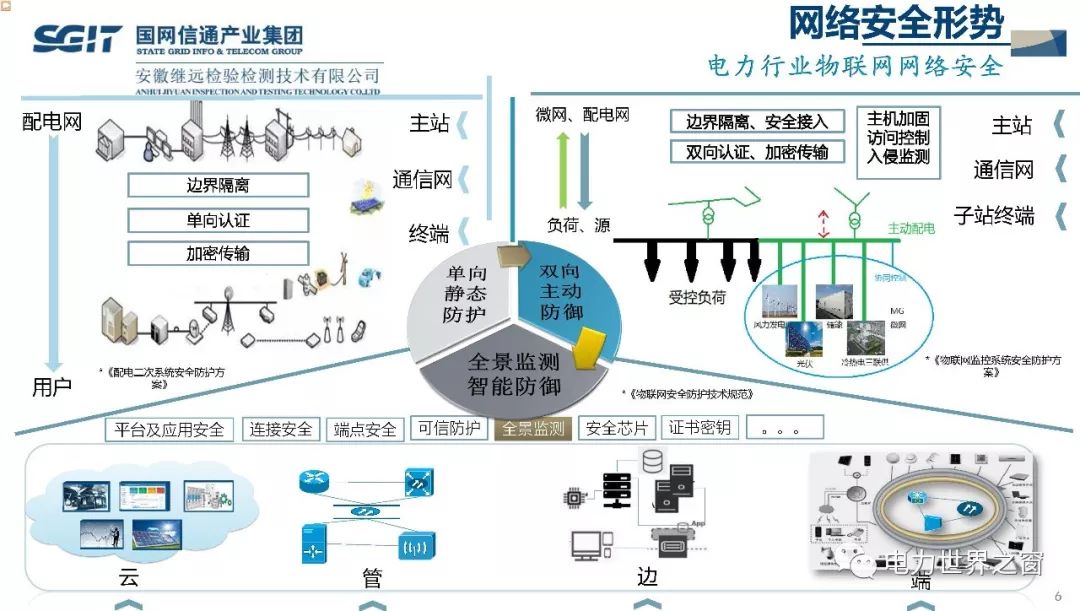 SGIT
国网信通产业集团
STATE GRID INFO & TELECOM GROUP
安徽继远检验检测技术有限公司
ANHUI JIYUAN INSPECTION AND TESTING TECHNOLOGY CO.,LTD
网络安全形势
电力行业物联网网络安全
配电网
主站
边界隔离
通信网
单向认证
终端
加密传输
用户
*《配电二次系统安全防护方
案》
微网、配电网
负荷、源
边界隔离、安全接入
双向认证、加密传输
主机加固
访问控制
入侵监测
主站
通信网
子站终端
主动配电
受控负荷
协同控制
MG
微网
风力发电
储能
光伏
冷热电三联供
*《物联网监控系统安全防护方
案》
单向
静态
防护
双向
主动
防御
全景监测
智能防御
*《物联网安全防护技术规范》
平台及应用安全
连接安全
端点安全
可信防护
全景监测
安全芯片
证书密钥
。。。
App
云
管
边
端
电力世界之窗
6